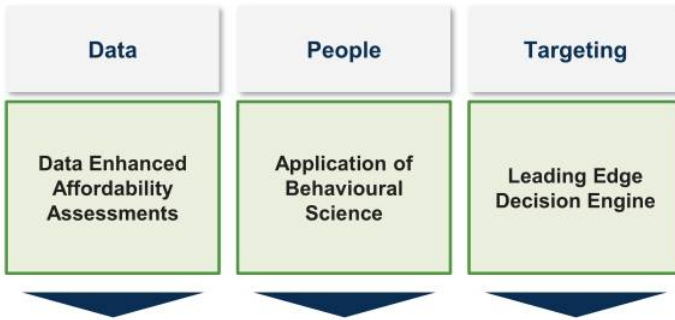 Data
People
Targeting
Data Enhanced
Affordability
Assessments
Application of
Behavioural
Science
Leading Edge
Decision Engine